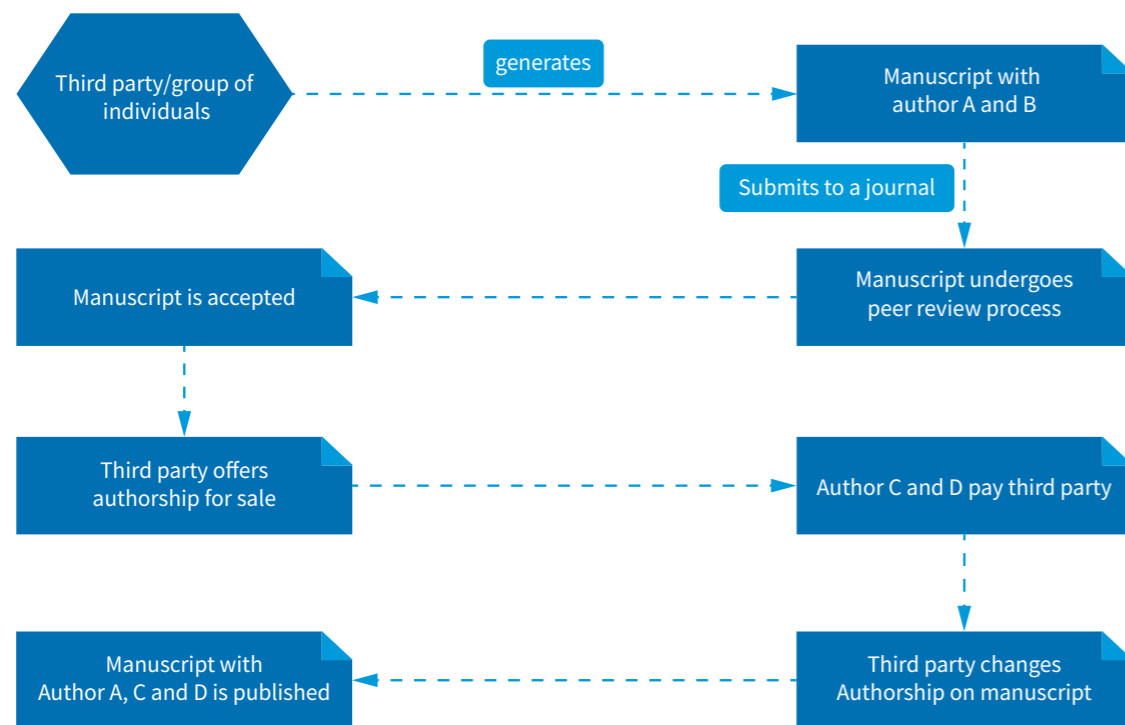 Third party/group of
individuals
generates
Manuscript with
author A and B
Submits to a journal
Manuscript undergoes
peer review process
Manuscript is accepted
Third party offers
authorship for sale
Author C and D pay third party
Third party changes
Authorship on manuscript
Manuscript with
Author A, C and D is published